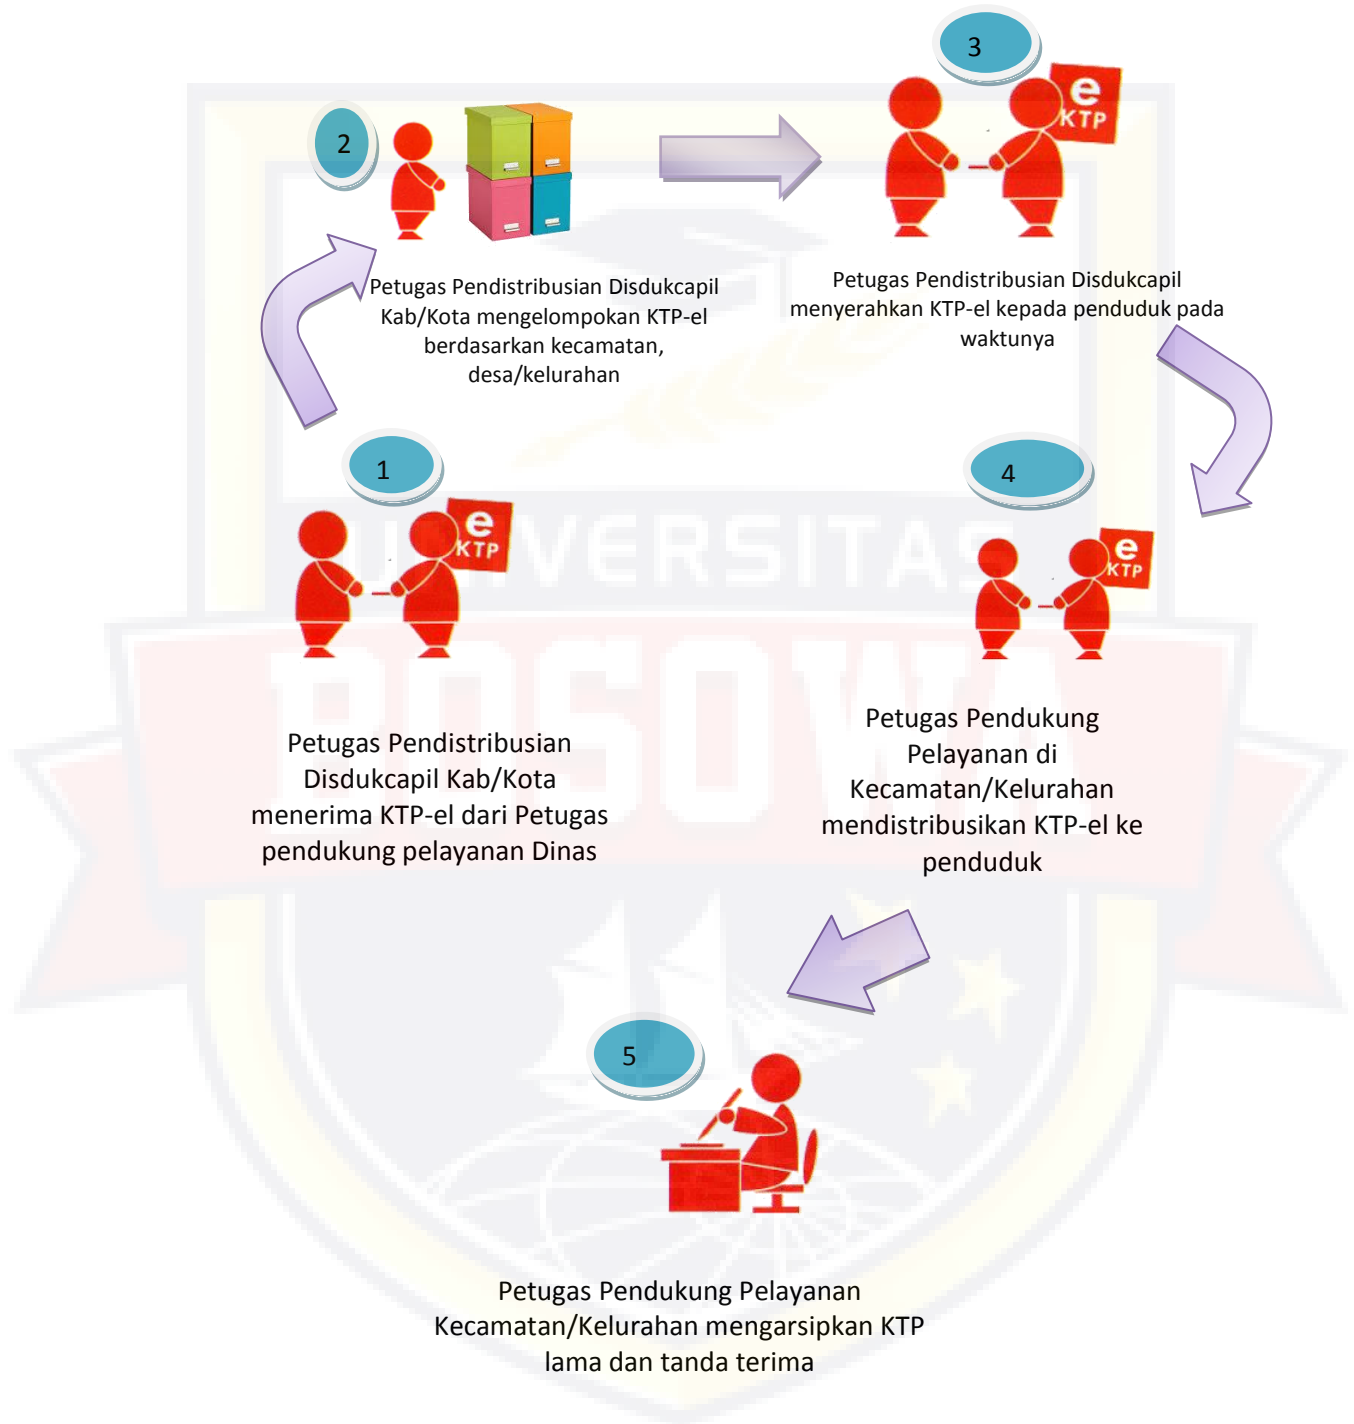 1
e
KTP
Petugas Pendistribusian
Disdukcapil Kab/Kota
menerima KTP-el dari Petugas
pendukung pelayanan Dinas
2
Petugas Pendistribusian Disdukcapil
Kab/Kota mengelompokan KTP-el
berdasarkan kecamatan,
desa/kelurahan
3
e
KTP
Petugas Pendistribusian Disdukcapil
menyerahkan KTP-el kepada penduduk pada
waktunya
4
e
KTP
Petugas Pendukung
Pelayanan di
Kecamatan/Kelurahan
mendistribusikan KTP-el ke
penduduk
5
Petugas Pendukung Pelayanan
Kecamatan/Kelurahan mengarsipkan KTP
lama dan tanda terima
UNIVERSITAS
BOSOWA